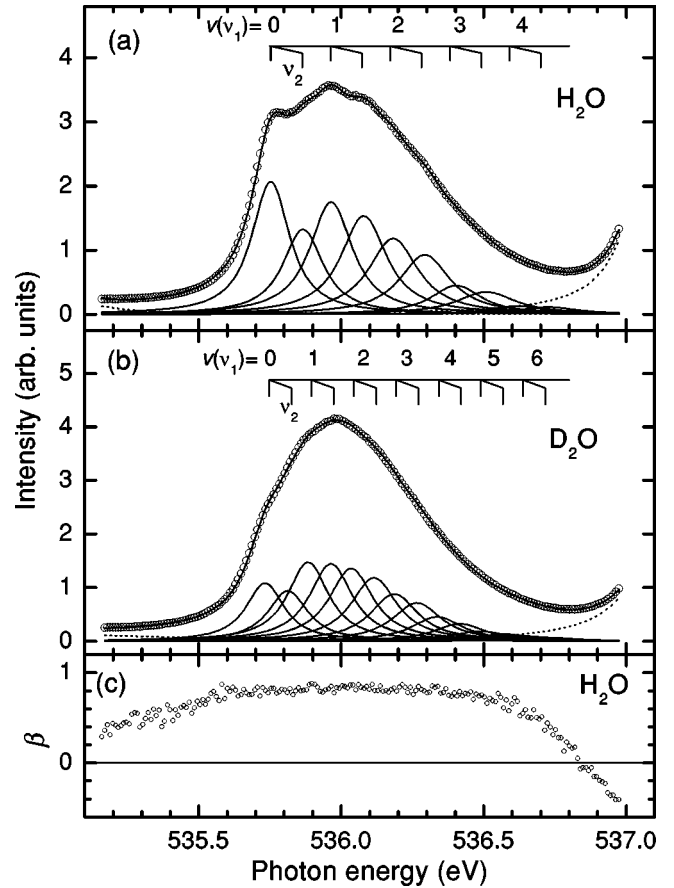 (a) v(ν₁)= 0 1 2 3 4
ν₂
H₂O
4
3
2
1
0
(b) v(ν₁)= 0 1 2 3 4 5 6
ν₂
D₂O
5
4
3
2
1
0
Intensity (arb. units)
(c) H₂O
1
0
β
535.5 536.0 536.5 537.0
Photon energy (eV)